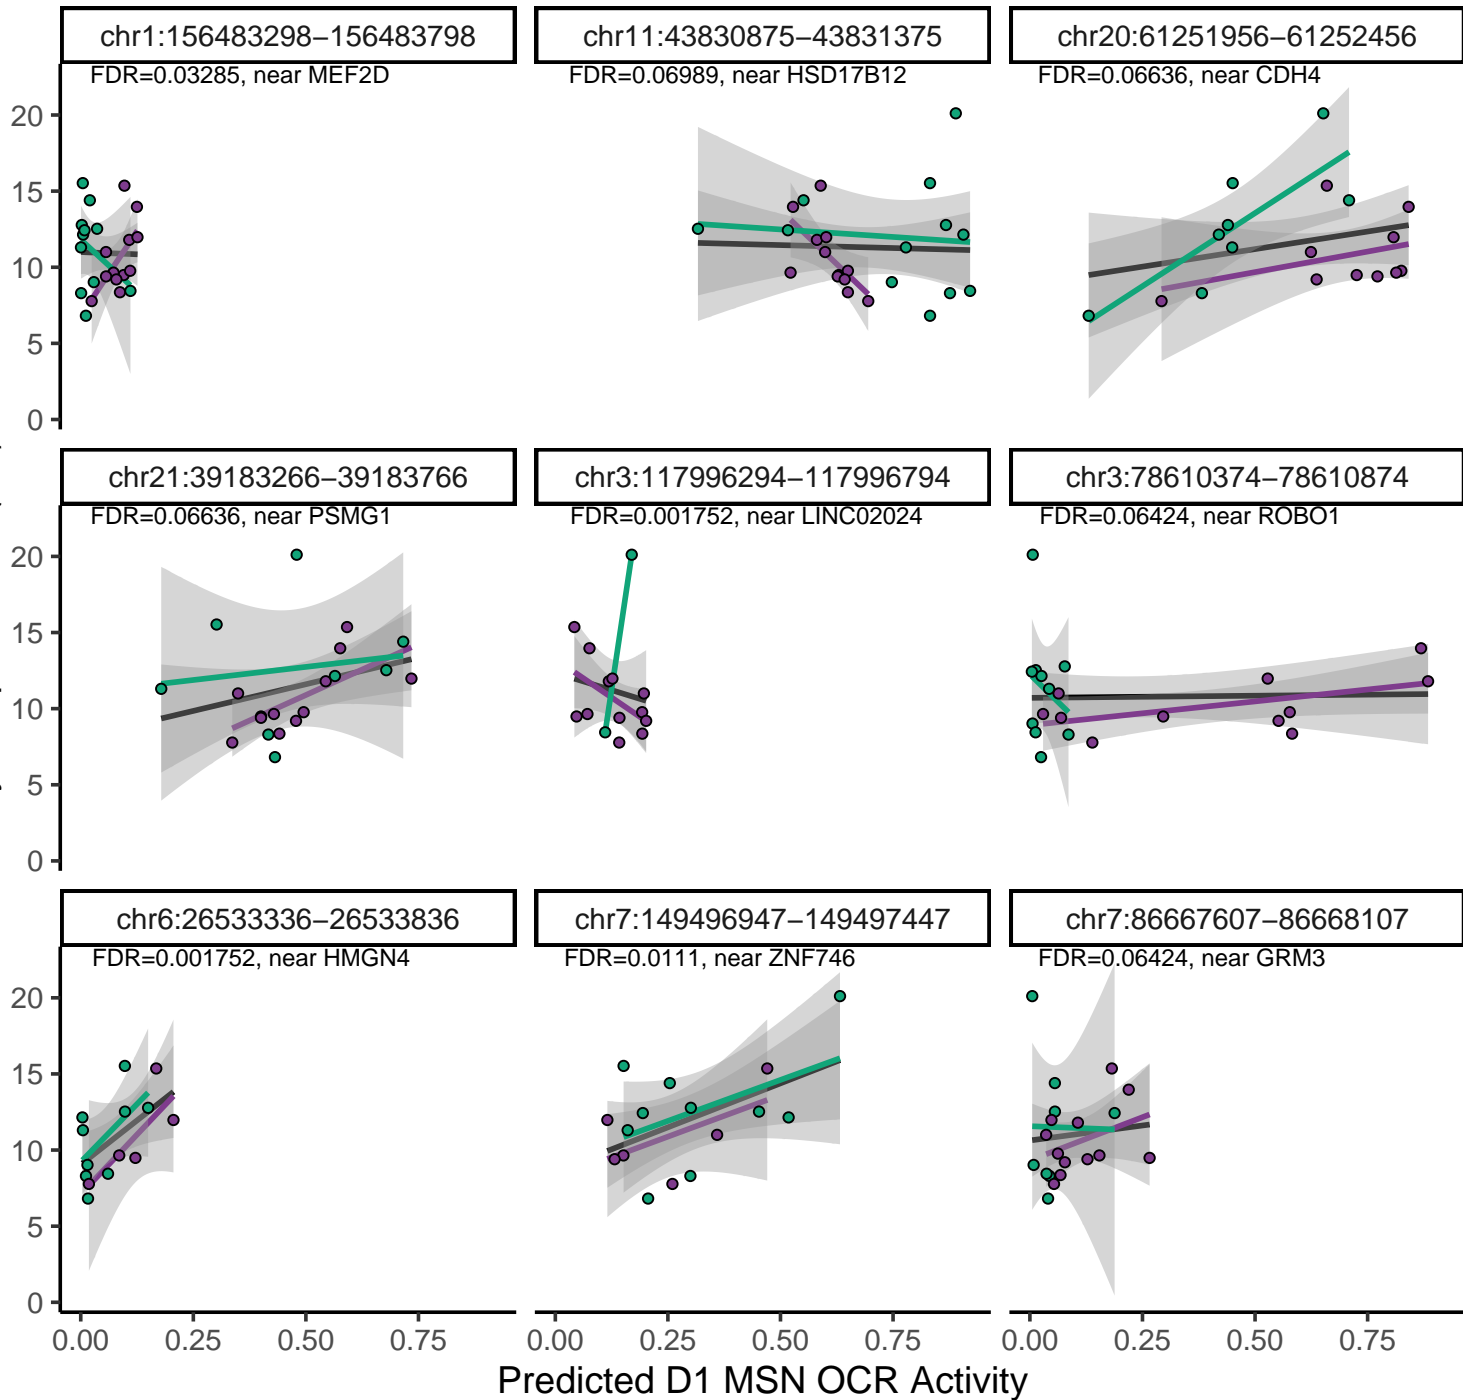 chr1:156483298−156483798 chr11:43830875−43831375 chr20:61251956−61252456
FDR=0.03285, near MEF2D FDR=0.06989, near HSD17B12 FDR=0.06636, near CDH4
20
15
10
5
0
chr21:39183266−39183766 chr3:117996294−117996794 chr3:78610374−78610874
FDR=0.06636, near PSMG1 FDR=0.001752, near LINC02024 FDR=0.06424, near ROBO1
20
15
10
5
0
chr6:26533336−26533836 chr7:149496947−149497447 chr7:86667607−86668107
FDR=0.001752, near HMGN4 FDR=0.0111, near ZNF746 FDR=0.06424, near GRM3
20
15
10
5
0
0.00 0.25 0.50 0.75 0.00 0.25 0.50 0.75 0.00 0.25 0.50 0.75
Predicted D1 MSN OCR Activity